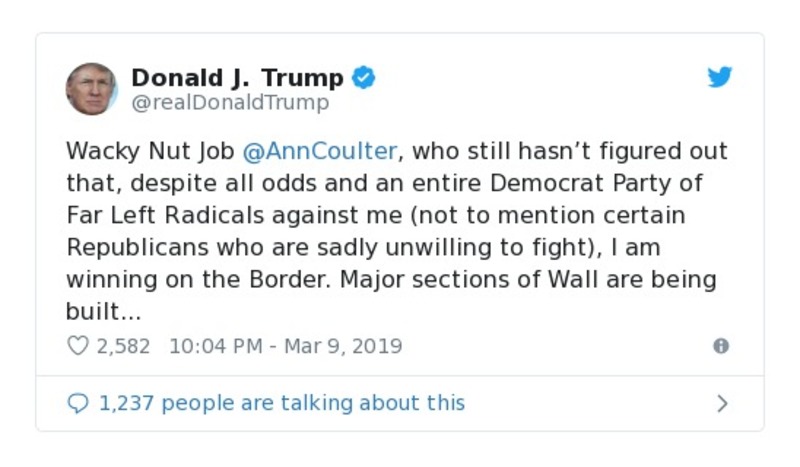 Donald J. Trump
@realDonaldTrump
Wacky Nut Job @AnnCoulter, who still hasn’t figured out
that, despite all odds and an entire Democrat Party of
Far Left Radicals against me (not to mention certain
Republicans who are sadly unwilling to fight), I am
winning on the Border. Major sections of Wall are being
built...
2,582 10:04 PM - Mar 9, 2019
1,237 people are talking about this